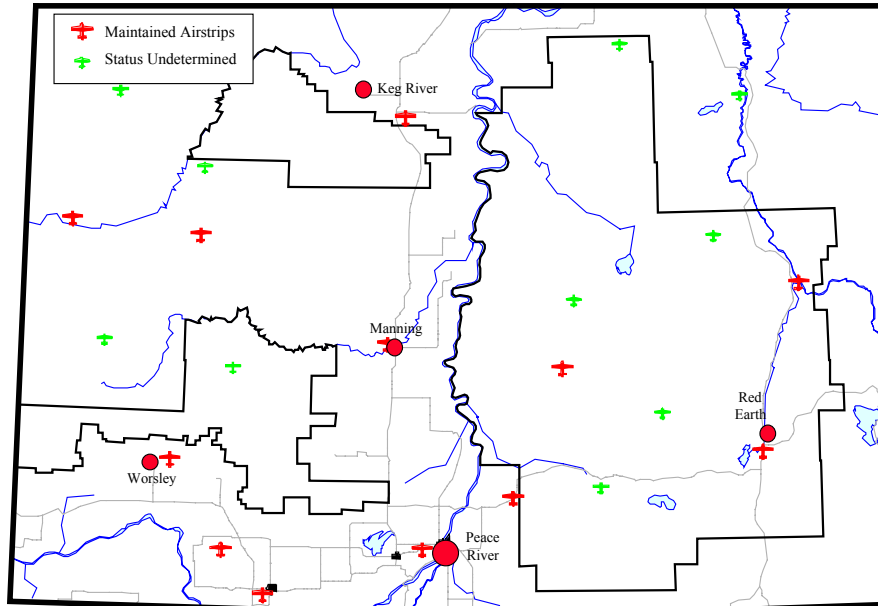 Maintained Airstrips
Status Undetermined
Keg River
Manning
Red
Earth
Worsley
Peace
River